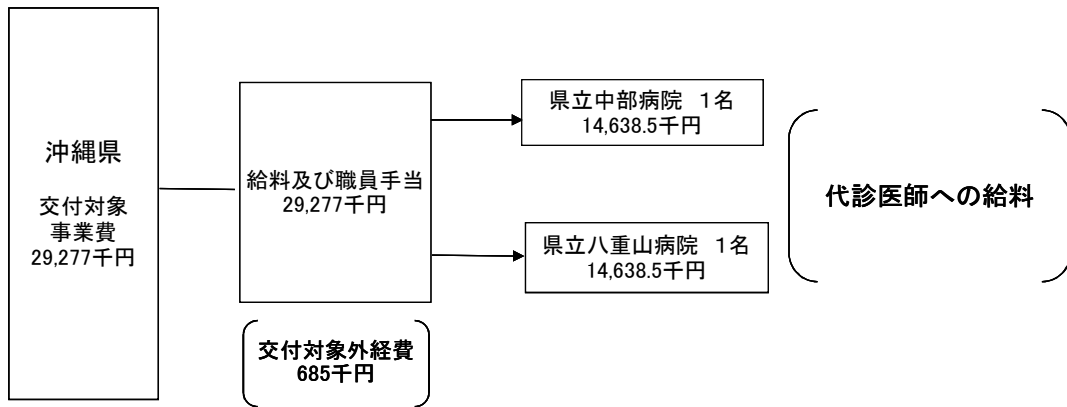 沖縄県
交付対象
事業費
29,277千円
給料及び職員手当
29,277千円
交付対象外経費
685千円
県立中部病院 1名
14,638.5千円
県立八重山病院 1名
14,638.5千円
代診医師への給料